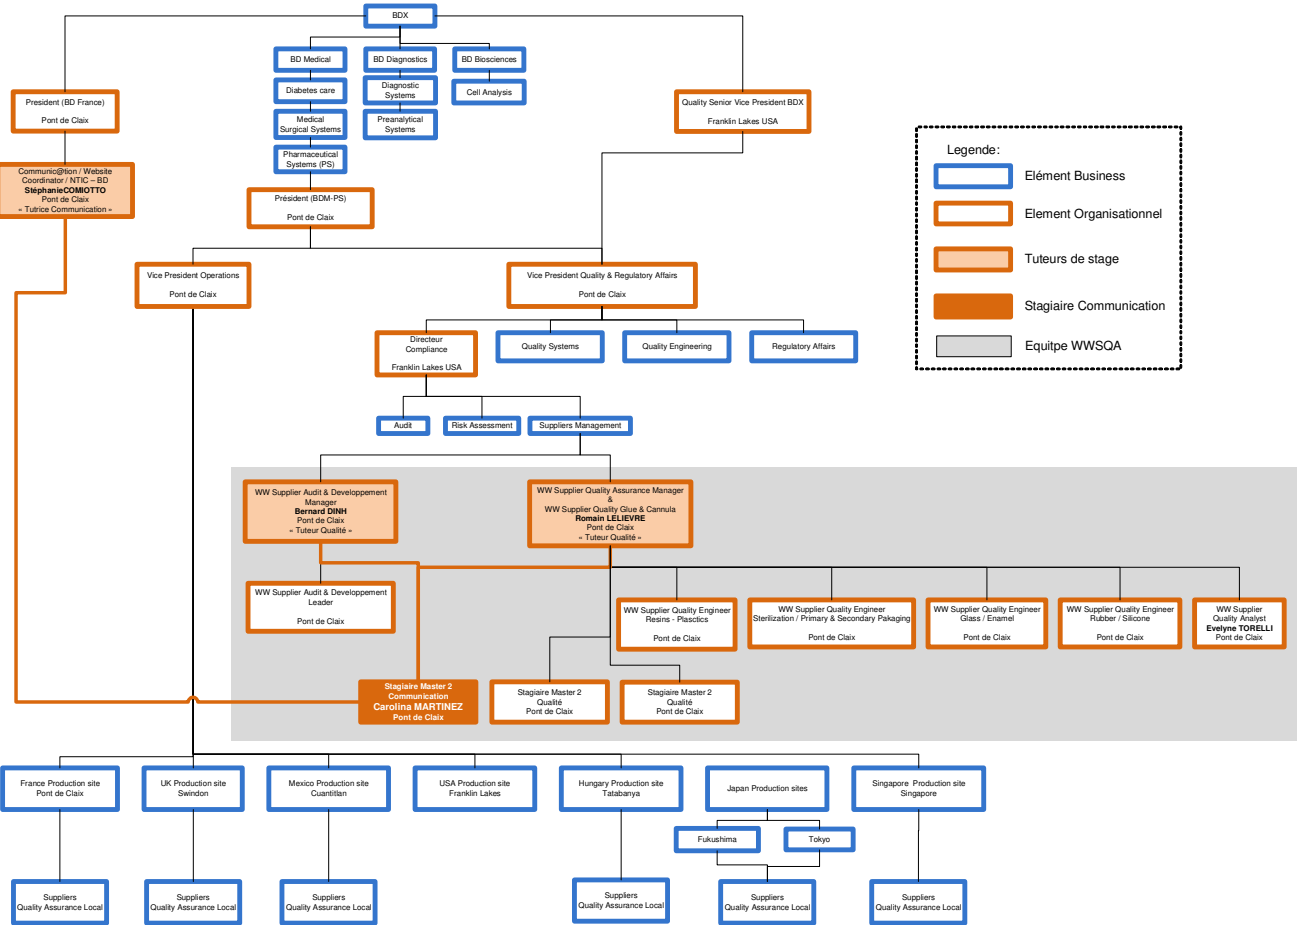 BDX
BD Medical
BD Diagnostics
BD Biosciences
Diabetes care
Diagnostic
Systems
Cell Analysis
President (BD France)
Pont de Claix
Quality Senior Vice President BDX
Franklin Lakes USA
Medical
Surgical Systems
Preanalytical
Systems
Pharmaceutical
Systems (PS)
Communic@tion / Website
Coordinator / NTIC – BD
StéphanieCOMIOTTO
Pont de Claix
« Tutrice Communication »
Président (BDM-PS)
Pont de Claix
Legende:
Elément Business
Element Organisationnel
Tuteurs de stage
Stagiaire Communication
Equitpe WWSQA
Vice President Operations
Pont de Claix
Vice President Quality & Regulatory Affairs
Pont de Claix
Directeur
Compliance
Franklin Lakes USA
Quality Systems
Quality Engineering
Regulatory Affairs
Audit
Risk Assessment
Suppliers Management
WW Supplier Audit & Developpement
Manager
Bernard DINH
Pont de Claix
« Tuteur Qualité »
WW Supplier Quality Assurance Manager
&
WW Supplier Quality Glue & Cannula
Romain LELIEVRE
Pont de Claix
« Tuteur Qualité »
WW Supplier Audit & Developpement
Leader
Pont de Claix
WW Supplier Quality Engineer
Resins - Plasctics
Pont de Claix
WW Supplier Quality Engineer
Sterilization / Primary & Secondary Pakaging
Pont de Claix
WW Supplier Quality Engineer
Glass / Enamel
Pont de Claix
WW Supplier Quality Engineer
Rubber / Silicone
Pont de Claix
WW Supplier
Quality Analyst
Evelyne TORELLI
Pont de Claix
Stagiaire Master 2
Communication
Carolina MARTINEZ
Pont de Claix
Stagiaire Master 2
Qualité
Pont de Claix
Stagiaire Master 2
Qualité
Pont de Claix
France Production site
Pont de Claix
UK Production site
Swindon
Mexico Production site
Cuantitlan
USA Production site
Franklin Lakes
Hungary Production site
Tatabanya
Japan Production sites
Singapore Production site
Singapore
Fukushima
Tokyo
Suppliers
Quality Assurance Local
Suppliers
Quality Assurance Local
Suppliers
Quality Assurance Local
Suppliers
Quality Assurance Local
Suppliers
Quality Assurance Local
Suppliers
Quality Assurance Local